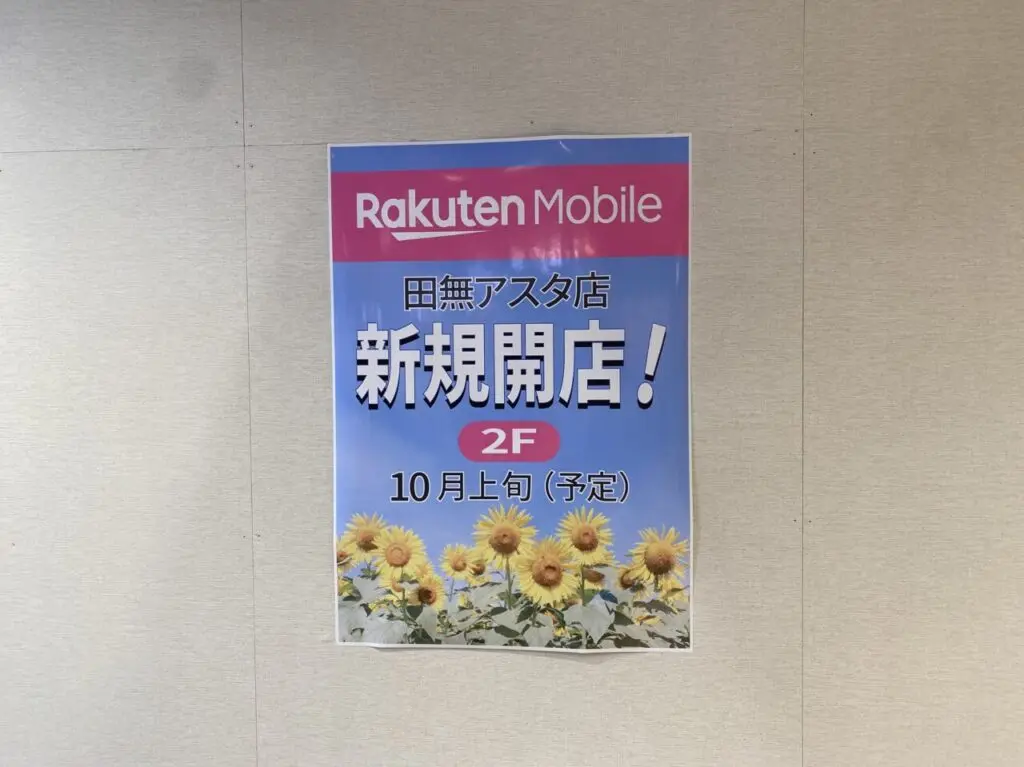 Rakuten Mobile
田無アスタ店
新規開店!
2F
10月上旬(予定)